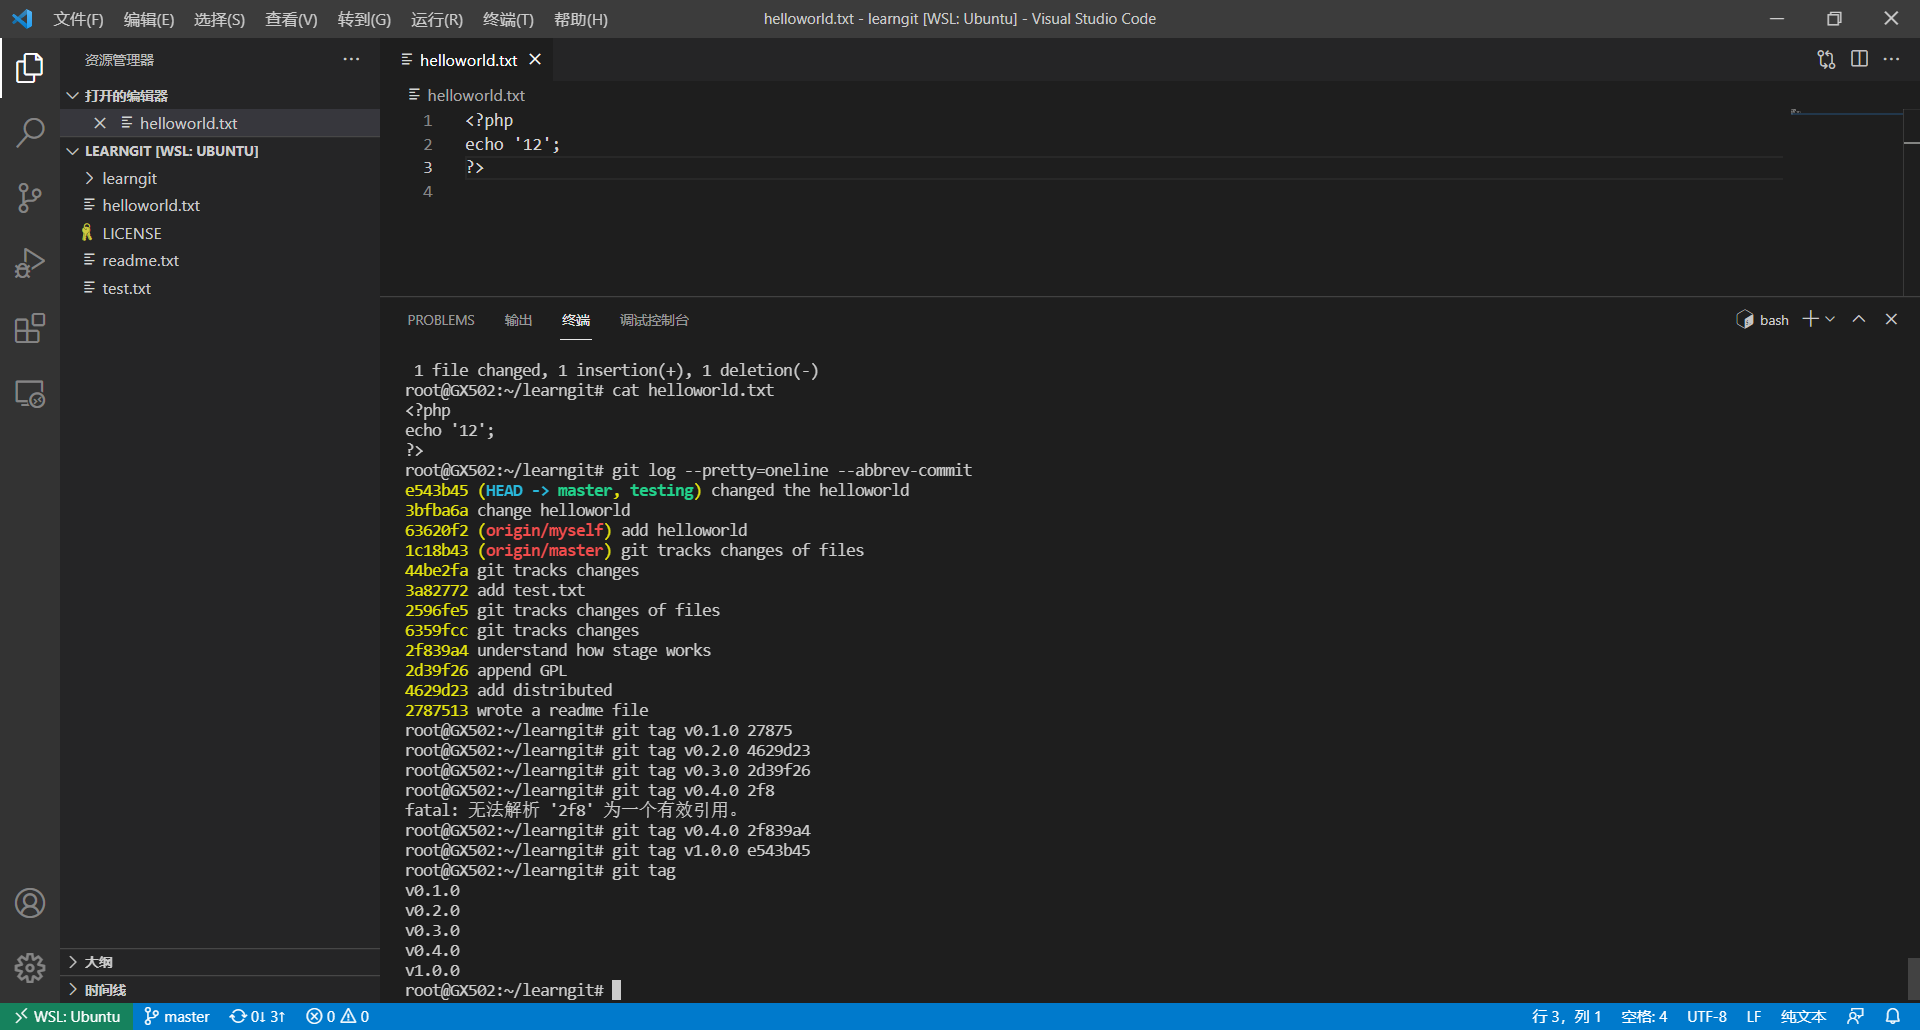 文件(F) 编辑(E) 选择(S) 查看(V) 转到(G) 运行(R) 终端(T) 帮助(H)
helloworld.txt - learngit [WSL: Ubuntu] - Visual Studio Code
资源管理器
打开的编辑器
helloworld.txt
LEARNGIT [WSL: UBUNTU]
learngit
helloworld.txt
LICENSE
readme.txt
test.txt
大纲
时间线
helloworld.txt
helloworld.txt
1 <?php
2 echo '12';
3 ?>
4
PROBLEMS 输出 终端 调试控制台
bash
1 file changed, 1 insertion(+), 1 deletion(-)
root@GX502:~/learngit# cat helloworld.txt
<?php
echo '12';
?>
root@GX502:~/learngit# git log --pretty=oneline --abbrev-commit
e543b45 (HEAD -> master, testing) changed the helloworld
3bfba6a change helloworld
63620f2 (origin/myself) add helloworld
1c18b43 (origin/master) git tracks changes of files
44be2fa git tracks changes
3a82772 add test.txt
2596fe5 git tracks changes of files
6359fcc git tracks changes
2f839a4 understand how stage works
2d39f26 append GPL
4629d23 add distributed
2787513 wrote a readme file
root@GX502:~/learngit# git tag v0.1.0 27875
root@GX502:~/learngit# git tag v0.2.0 4629d23
root@GX502:~/learngit# git tag v0.3.0 2d39f26
root@GX502:~/learngit# git tag v0.4.0 2f8
fatal: 无法解析 '2f8' 为一个有效引用。
root@GX502:~/learngit# git tag v0.4.0 2f839a4
root@GX502:~/learngit# git tag v1.0.0 e543b45
root@GX502:~/learngit# git tag
v0.1.0
v0.2.0
v0.3.0
v0.4.0
v1.0.0
root@GX502:~/learngit#
WSL: Ubuntu master 0↓ 3↑ 0 0
行 3，列 1 空格: 4 UTF-8 LF 纯文本